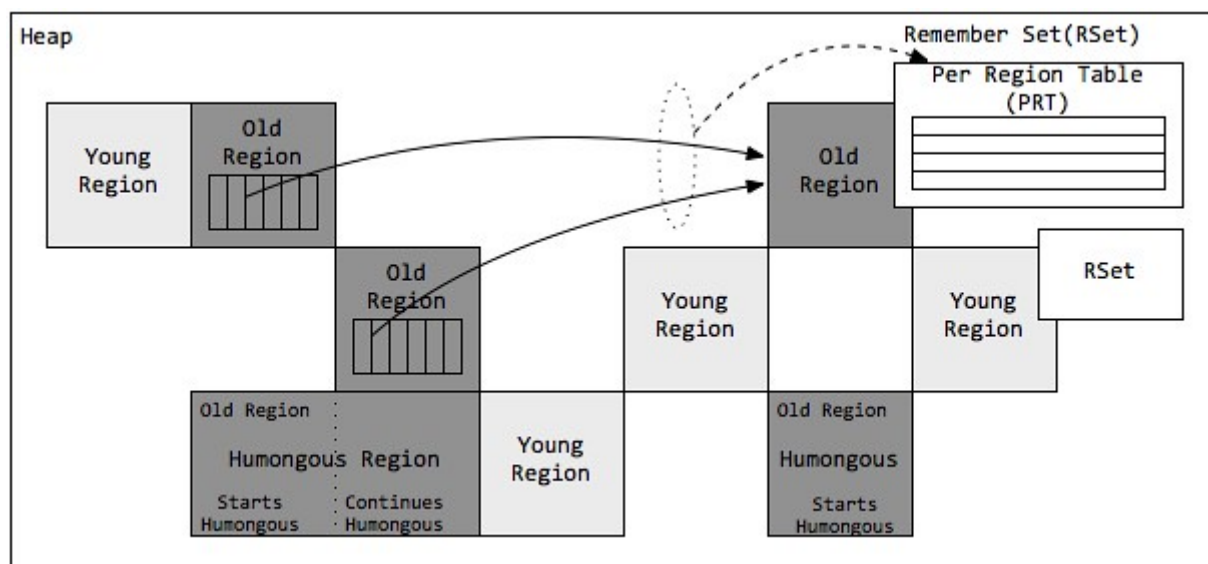 Heap
Remember Set(RSet)
Per Region Table
(PRT)
Young
Region
Old
Region
Old
Region
Old
Region
Young
Region
Young
Region
RSet
Old Region
Humongous Region
Starts
Humongous
Continues
Humongous
Young
Region
Old Region
Humongous
Starts
Humongous